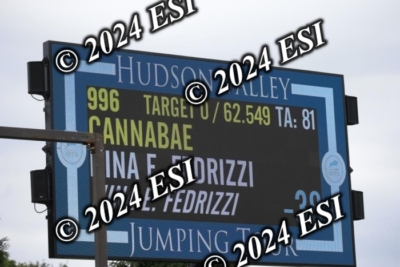 © 2024 ESI
© 2024 ESI
HUDSON VALLEY
996 TARGET 0 / 62.549 TA: 81
CANNABAE
INA E. FEDRIZZI
© 2024 ESI
E. FEDRIZZI
© 2024 ESI
© 2024 ESI
JUMPING TOUR
© 2024 ESI